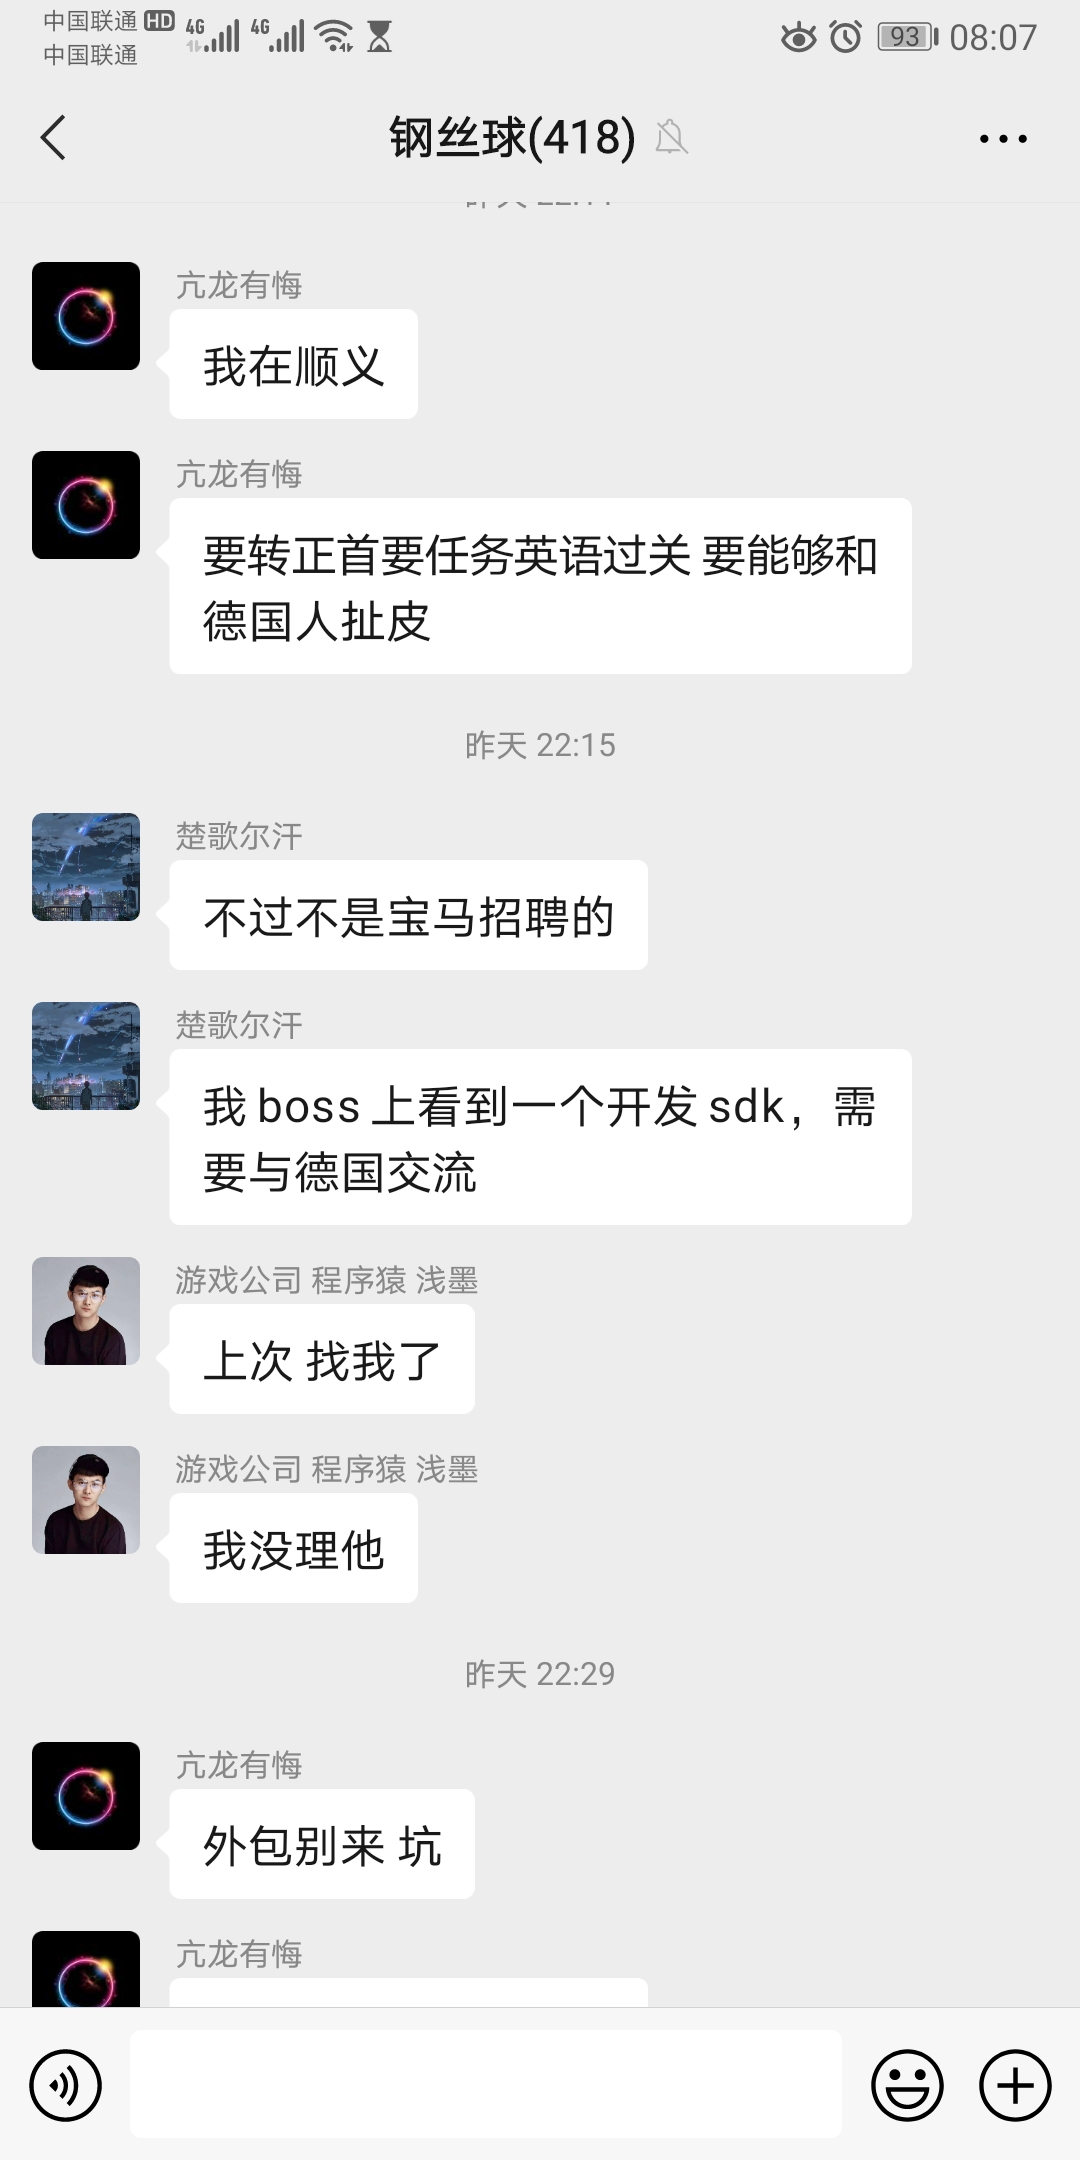 中国联通 HD 4G 4G 93 08:07
中国联通
钢丝球(418)
亢龙有悔
我在顺义
亢龙有悔
要转正首要任务英语过关 要能够和
德国人扯皮
昨天 22:15
楚歌尔汗
不过不是宝马招聘的
楚歌尔汗
我 boss 上看到一个开发 sdk，需
要与德国交流
游戏公司 程序猿 浅墨
上次 找我了
游戏公司 程序猿 浅墨
我没理他
昨天 22:29
亢龙有悔
外包别来 坑
亢龙有悔